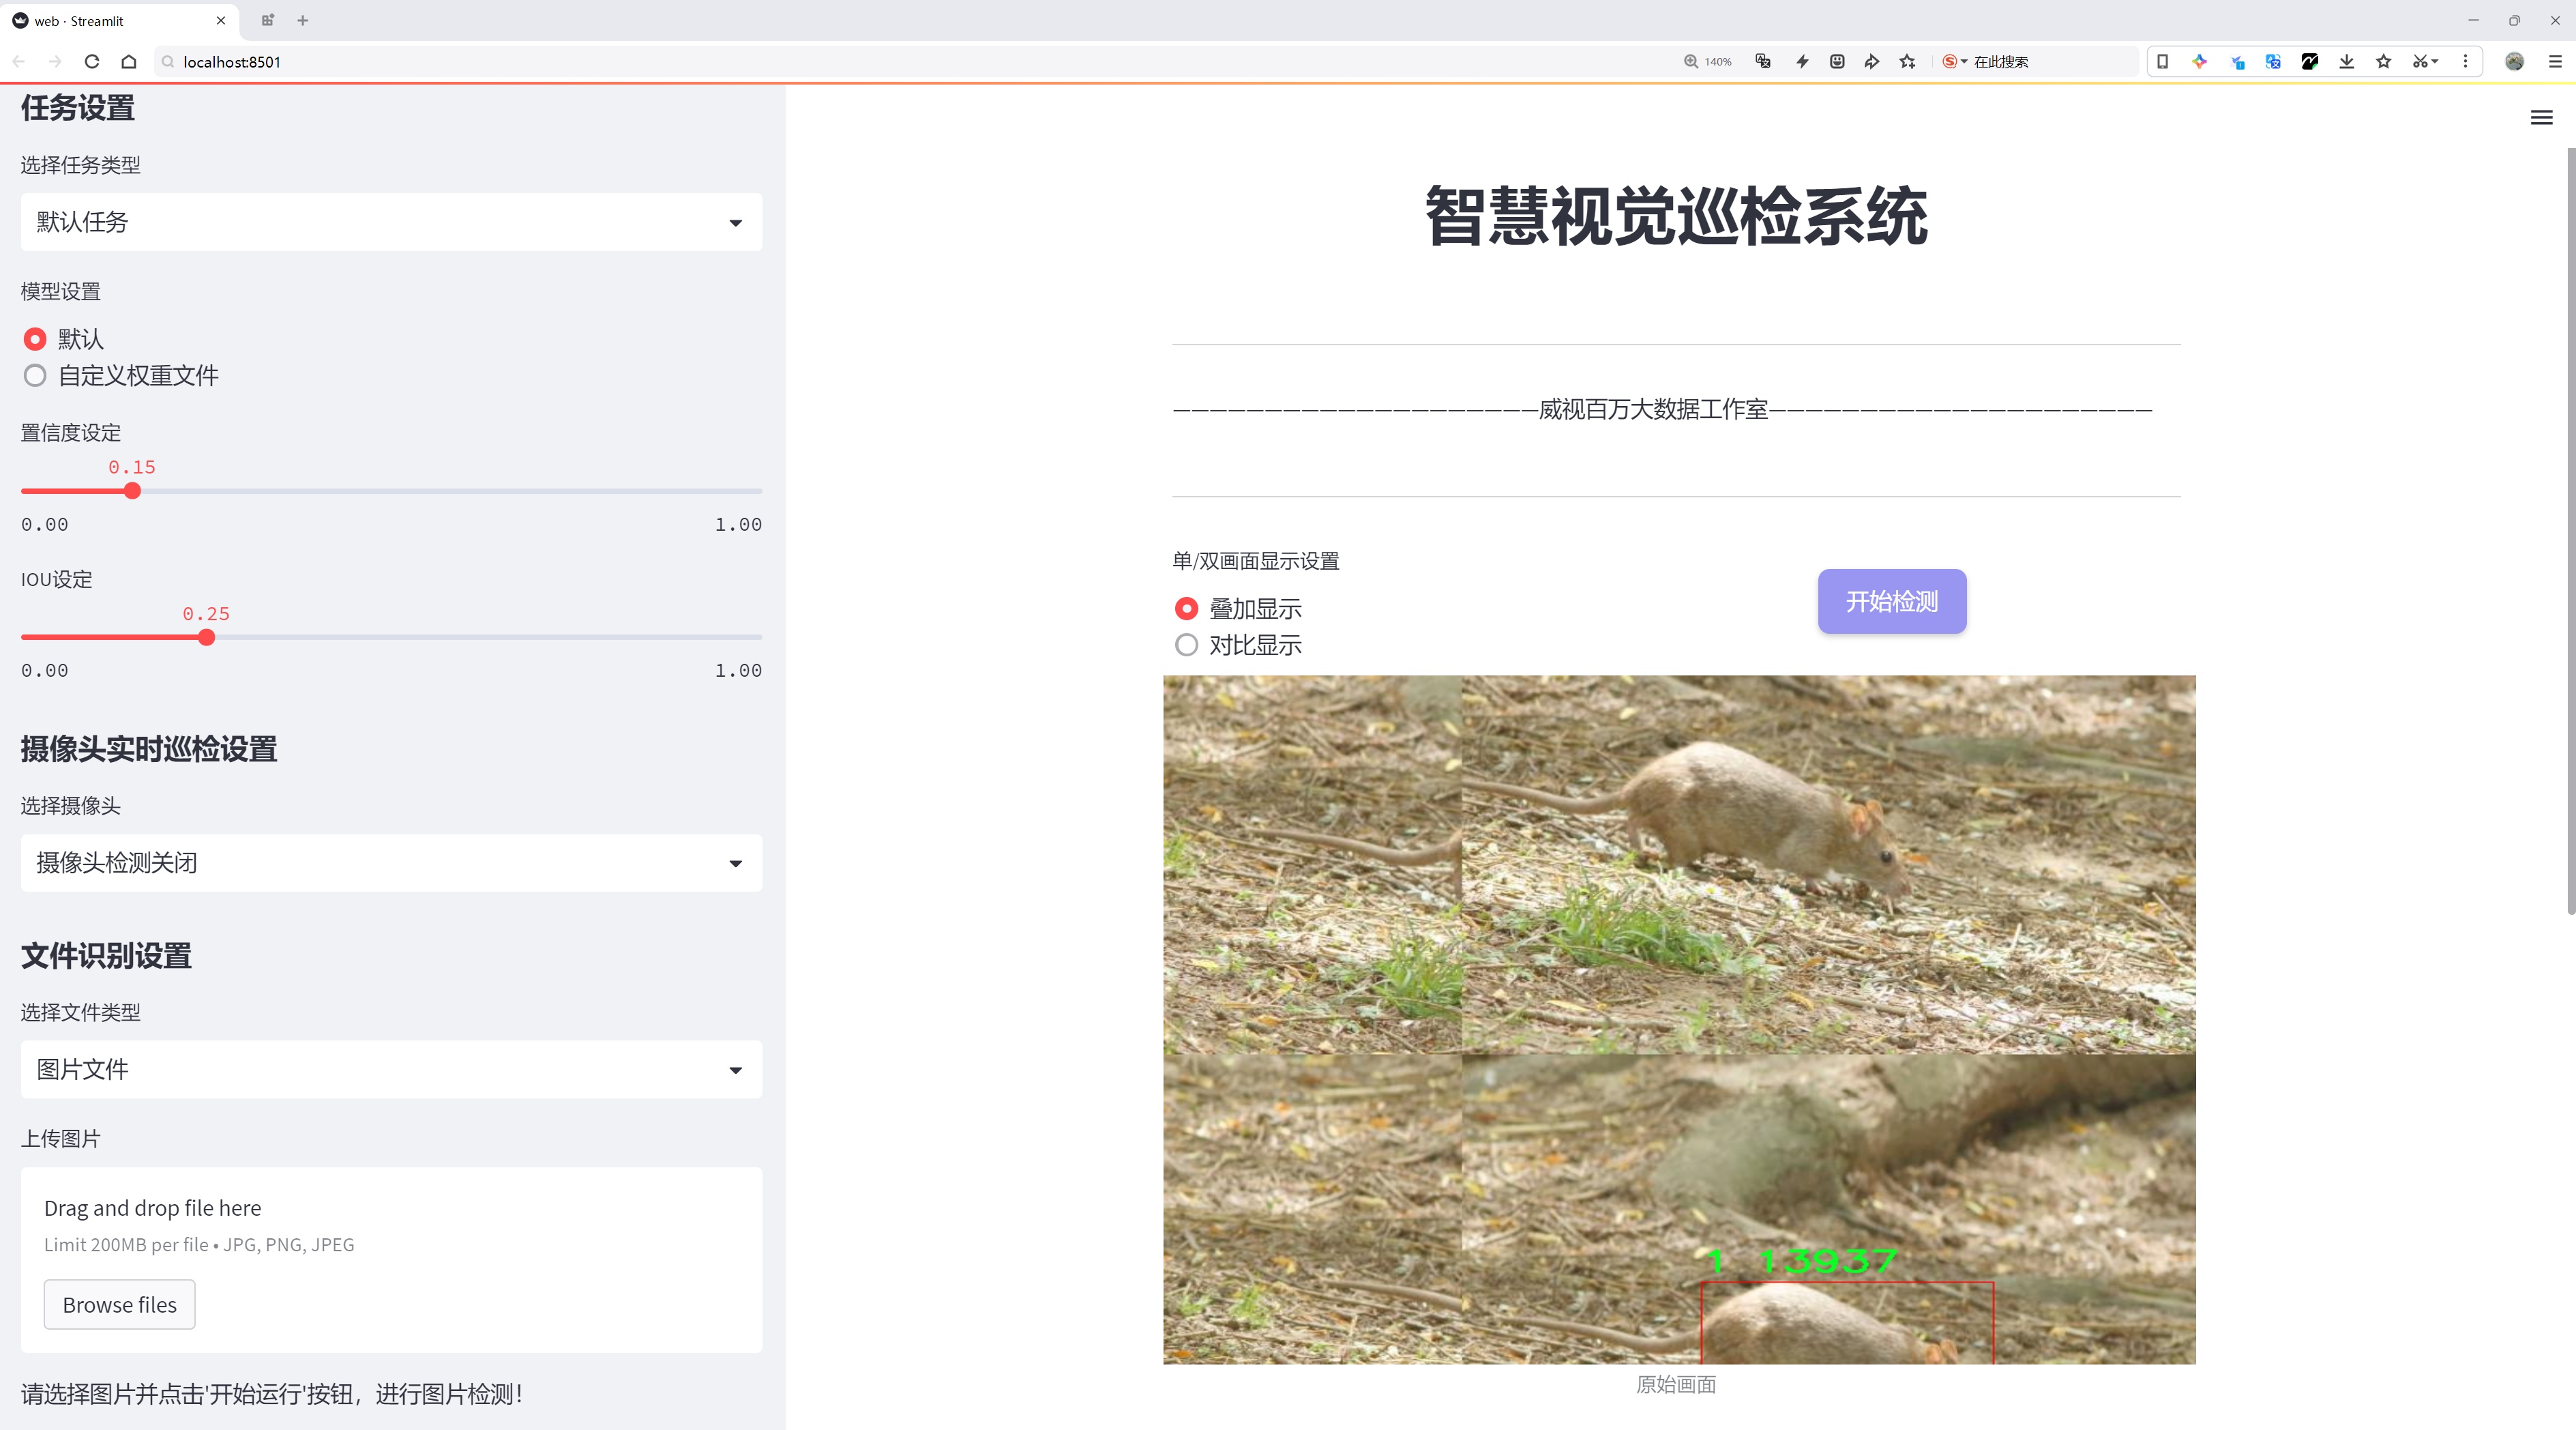 web · Streamlit
localhost:8501
140%
在此搜索
任务设置
选择任务类型
默认任务
模型设置
默认
自定义权重文件
置信度设定
0.15
0.00 1.00
IOU设定
0.25
0.00 1.00
摄像头实时巡检设置
选择摄像头
摄像头检测关闭
文件识别设置
选择文件类型
图片文件
上传图片
Drag and drop file here
Limit 200MB per file • JPG, PNG, JPEG
Browse files
请选择图片并点击'开始运行'按钮，进行图片检测！
智慧视觉巡检系统
————————————————————威视百万大数据工作室—————————————————————
单/双画面显示设置
叠加显示
对比显示
开始检测
1 13937
原始画面